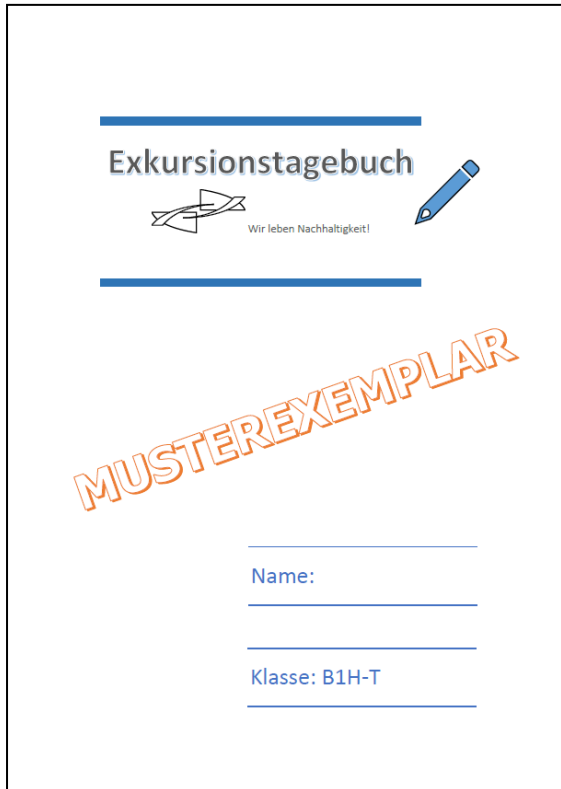 Exkursionstagebuch
Wir leben Nachhaltigkeit!
MUSTEREXEMPLAR
Name:
Klasse: B1H-T